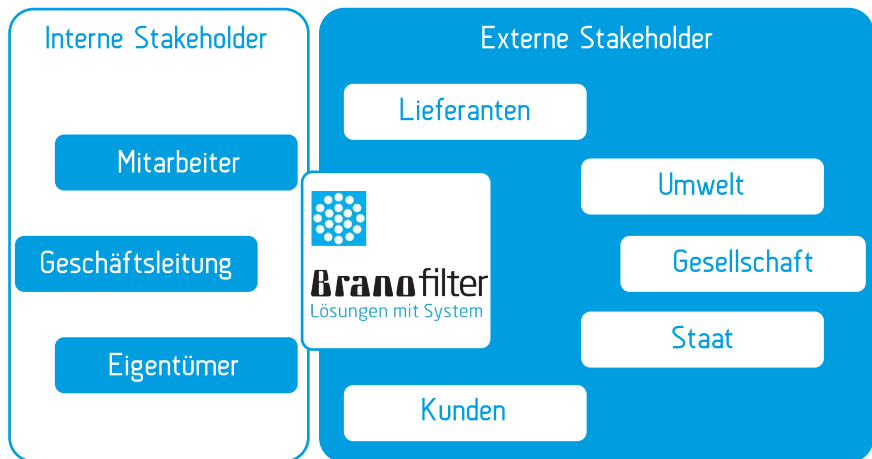 Interne Stakeholder
Mitarbeiter
Geschäftsleitung
Eigentümer
Branofilter
Lösungen mit System
Externe Stakeholder
Lieferanten
Umwelt
Gesellschaft
Staat
Kunden